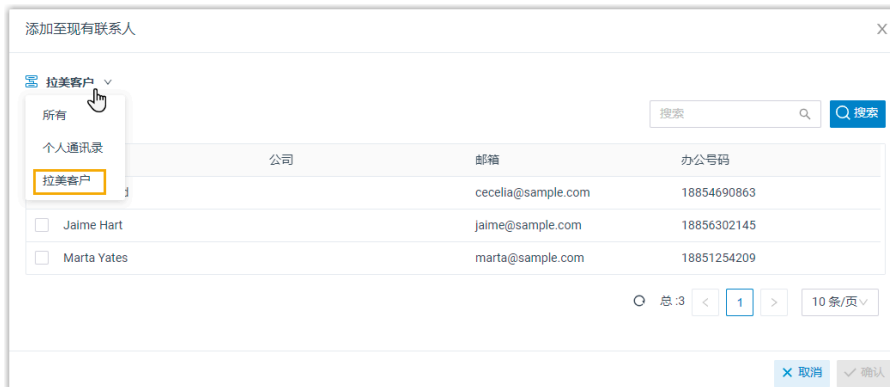 添加至现有联系人
拉美客户
所有
个人通讯录
拉美客户
搜索
搜索
公司 邮箱 办公号码
d cecelia@sample.com 18854690863
Jaime Hart jaime@sample.com 18856302145
Marta Yates marta@sample.com 18851254209
总:3 < 1 > 10 条/页
取消 确认